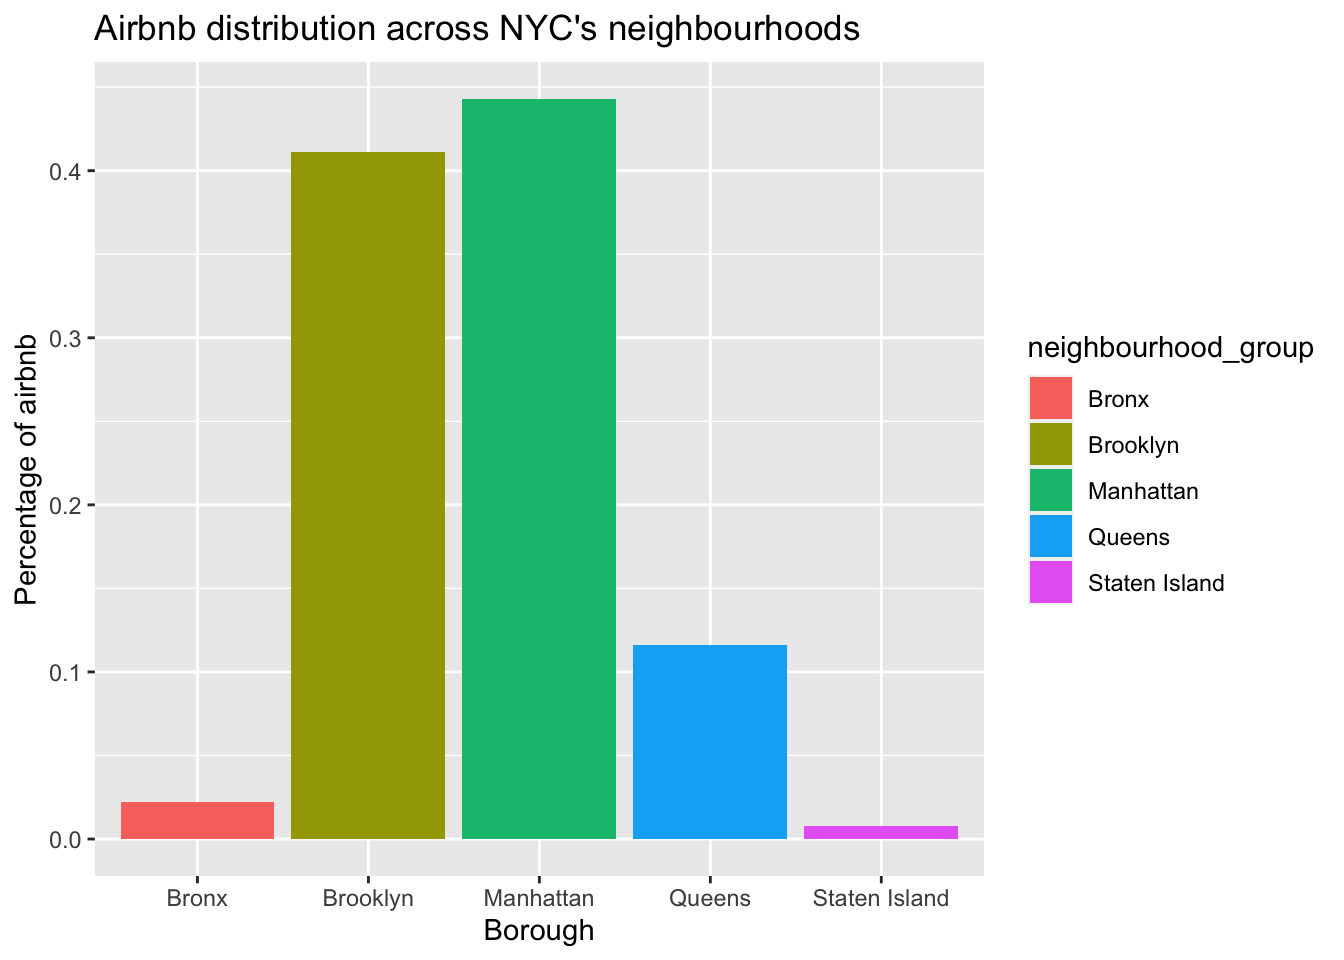 Airbnb distribution across NYC's neighbourhoods
Percentage of airbnb
0.4
0.3
0.2
0.1
0.0
Bronx Brooklyn Manhattan Queens Staten Island
Borough
neighbourhood_group
Bronx
Brooklyn
Manhattan
Queens
Staten Island